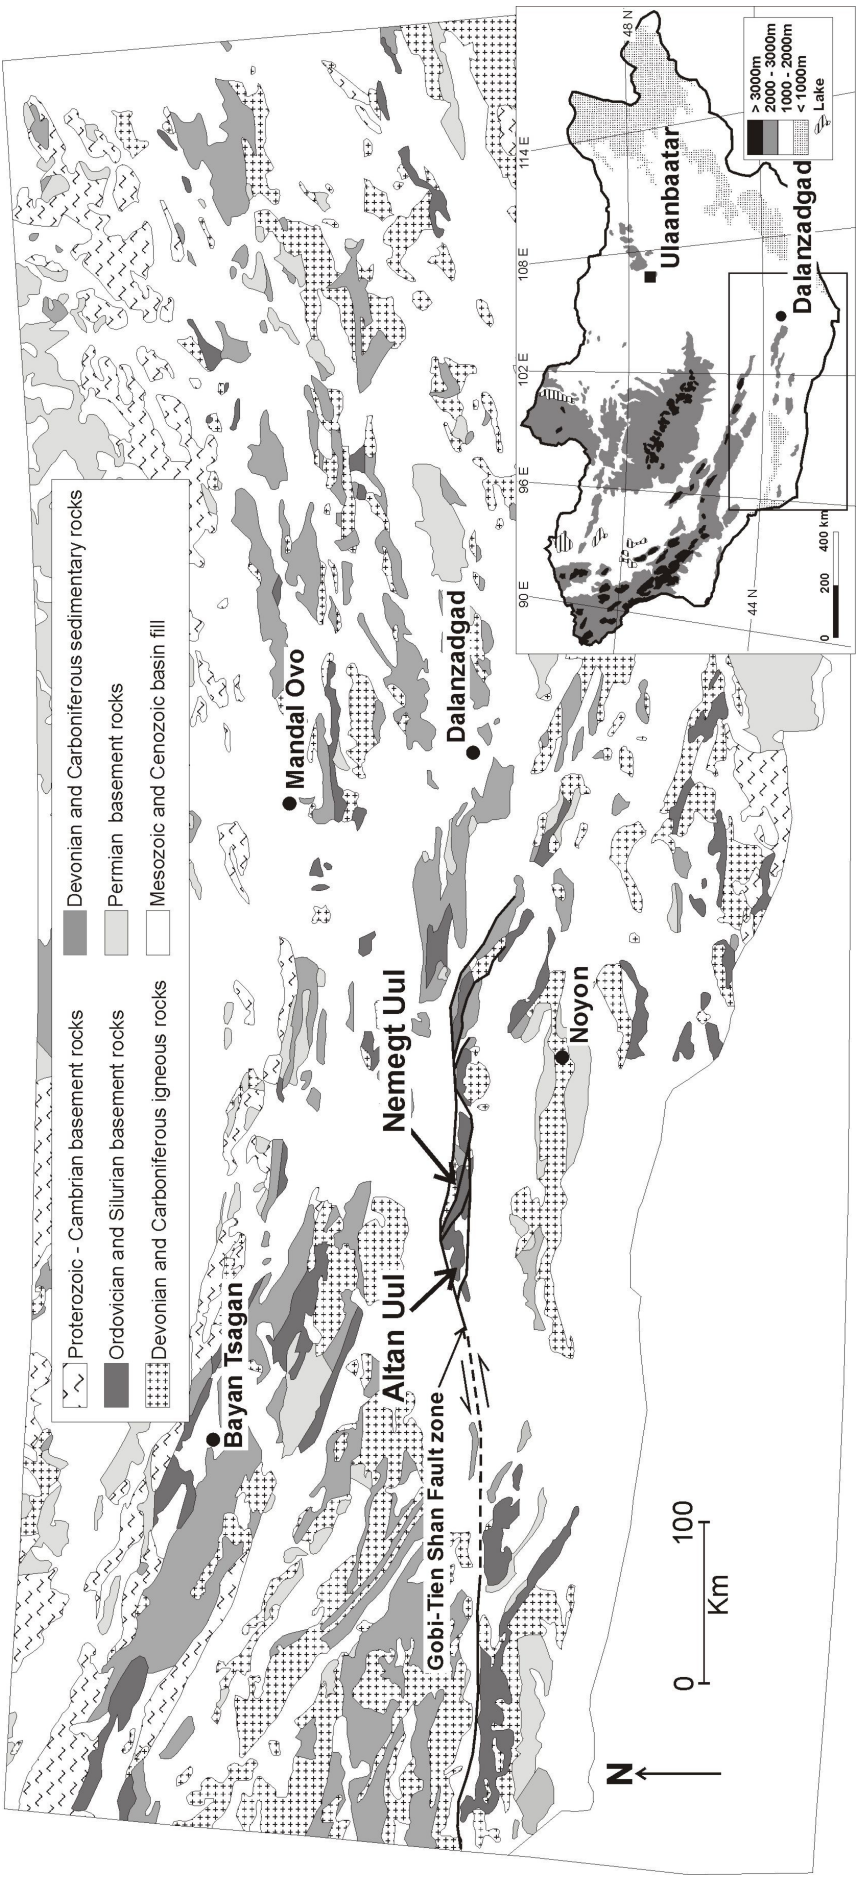 Proterozoic - Cambrian basement rocks
Ordovician and Silurian basement rocks
Devonian and Carboniferous igneous rocks
Devonian and Carboniferous sedimentary rocks
Permian basement rocks
Mesozoic and Cenozoic basin fill
Bayan Tsagan
Mandal Ovo
Altan Uul
Nemegt Uul
Dalanzadgad
Gobi-Tien Shan Fault zone
Noyon
N
0
100
Km
90 E
96 E
102 E
108 E
114 E
48 N
44 N
Ulaanbaatar
Dalanzadgad
> 3000m
2000 - 3000m
1000 - 2000m
< 1000m
Lake
0
200
400 km